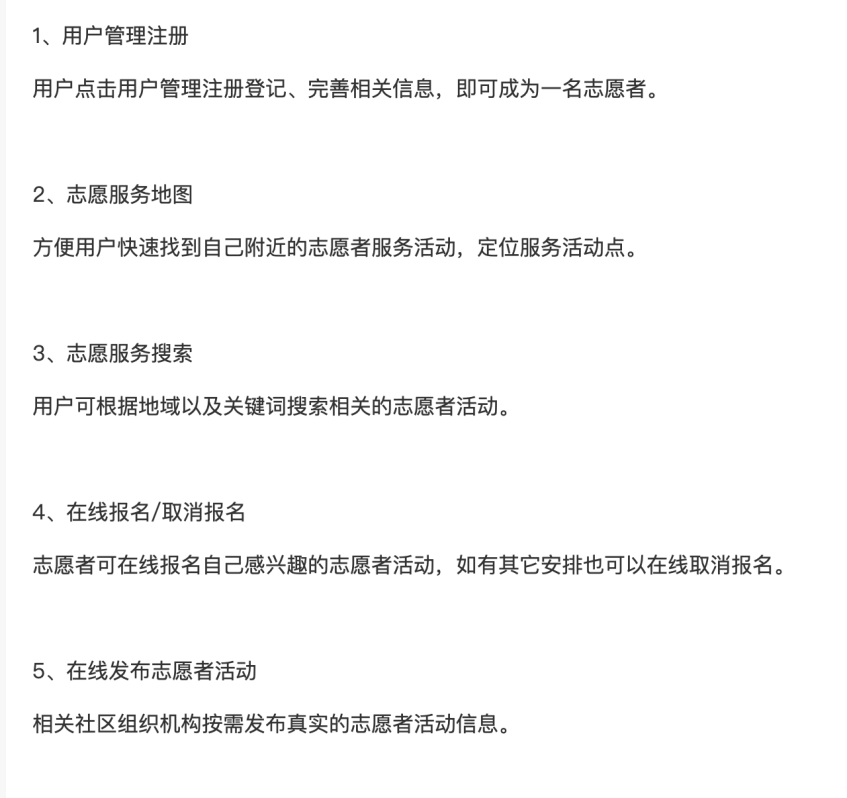 1、用户管理注册
用户点击用户管理注册登记、完善相关信息，即可成为一名志愿者。
2、志愿服务地图
方便用户快速找到自己附近的志愿者服务活动，定位服务活动点。
3、志愿服务搜索
用户可根据地域以及关键词搜索相关的志愿者活动。
4、在线报名/取消报名
志愿者可在线报名自己感兴趣的志愿者活动，如有其它安排也可以在线取消报名。
5、在线发布志愿者活动
相关社区组织机构按需发布真实的志愿者活动信息。